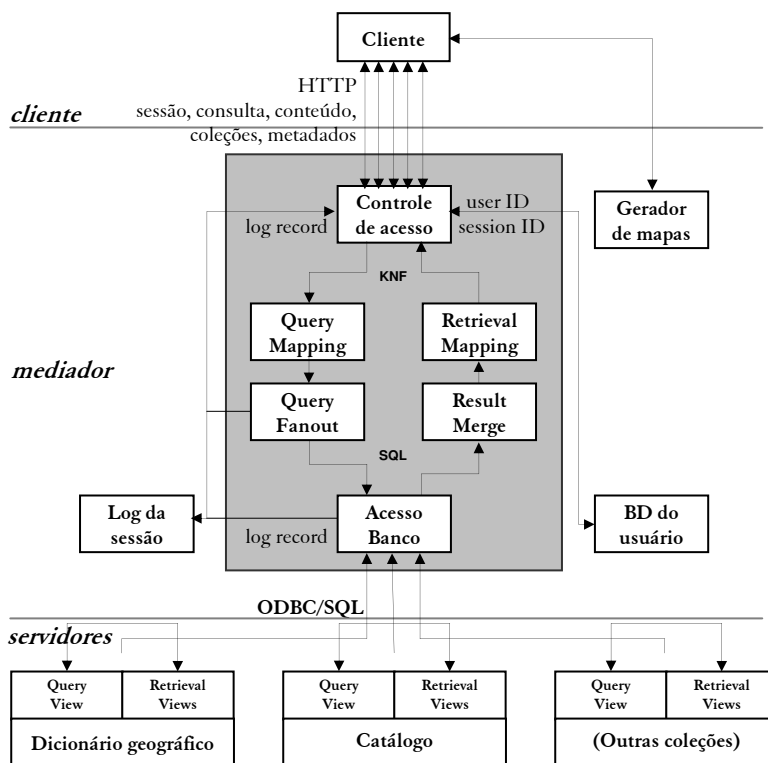 Cliente
HTTP
sessão, consulta, conteúdo,
coleções, metadados
cliente
Controle
de acesso
log record
user ID
session ID
Gerador
de mapas
KNF
Query
Mapping
Retrieval
Mapping
mediador
Query
Fanout
Result
Merge
SQL
Log da
sessão
log record
Acesso
Banco
BD do
usuário
ODBC/SQL
servidores
Query
View
Retrieval
Views
Dicionário geográfico
Query
View
Retrieval
Views
Catálogo
Query
View
Retrieval
Views
(Outras coleções)